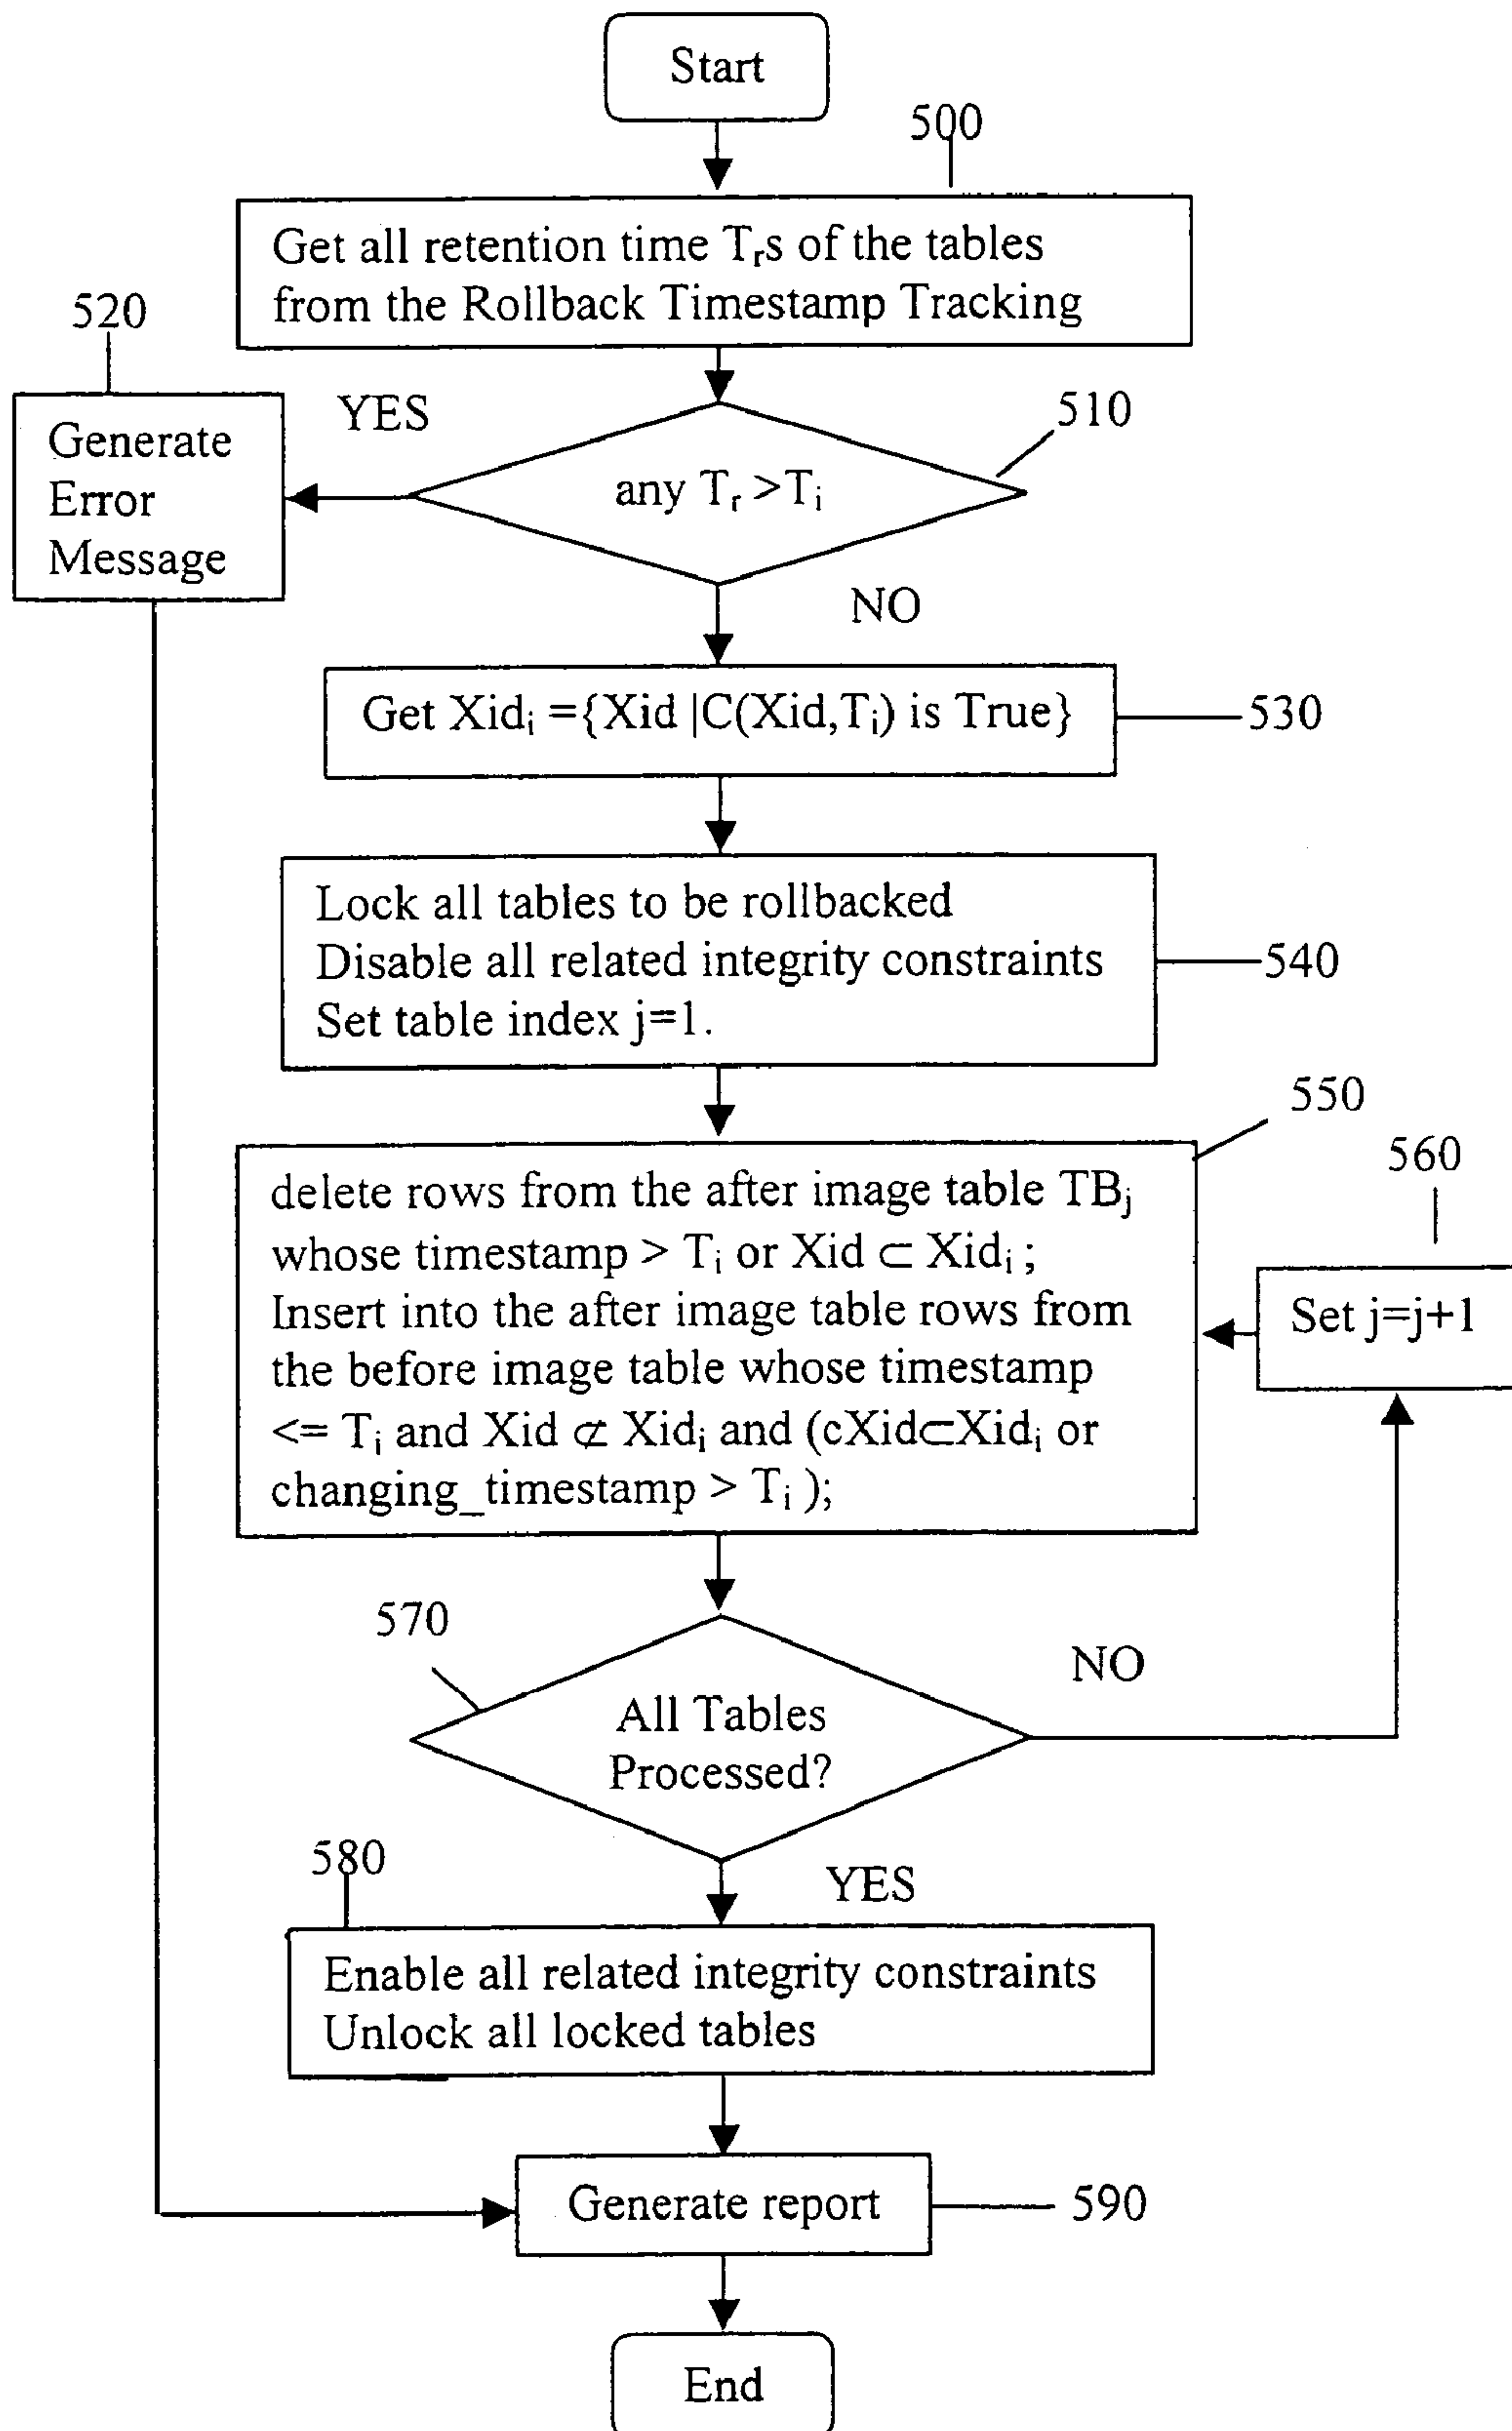 Start
500
Get all retention time Tᵣs of the tables
from the Rollback Timestamp Tracking
520
Generate
Error
Message
YES
510
any Tᵣ >Tᵢ
NO
Get Xidᵢ ={Xid |C(Xid,Tᵢ) is True}
530
Lock all tables to be rollbacked
Disable all related integrity constraints
Set table index j=1.
540
550
delete rows from the after image table TBⱼ
whose timestamp > Tᵢ or Xid ⊂ Xidᵢ ;
Insert into the after image table rows from
the before image table whose timestamp
<= Tᵢ and Xid ⊄ Xidᵢ and (cXid⊂Xidᵢ or
changing_timestamp > Tᵢ );
560
Set j=j+1
570
All Tables
Processed?
NO
YES
580
Enable all related integrity constraints
Unlock all locked tables
Generate report
590
End